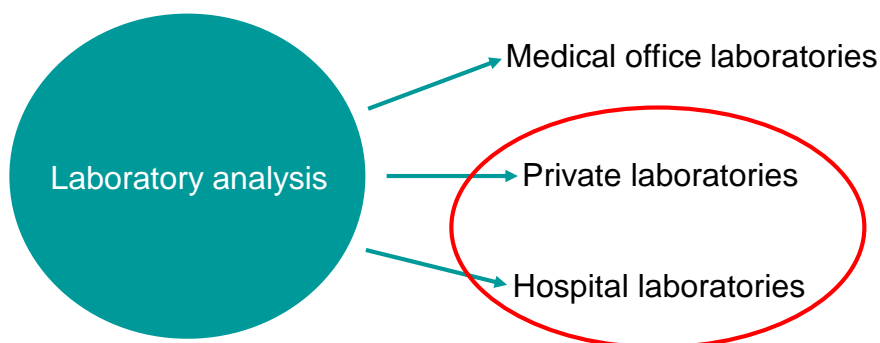 Medical office laboratories
Laboratory analysis
Private laboratories
Hospital laboratories